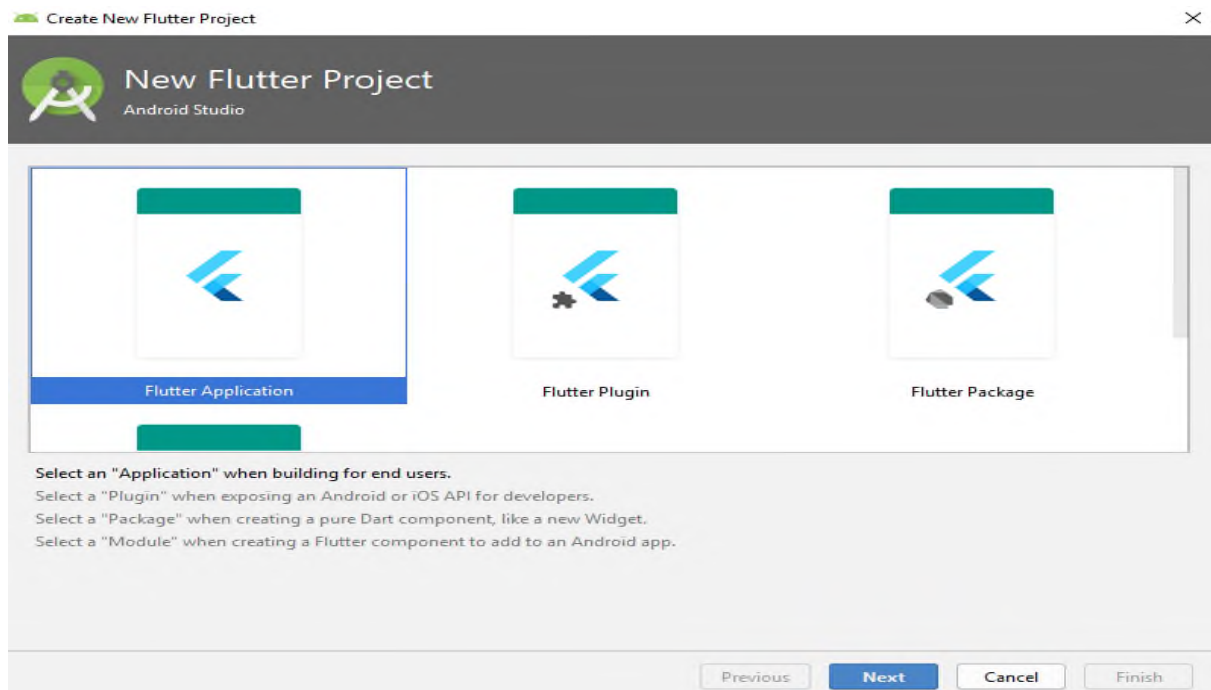 Create New Flutter Project
New Flutter Project
Android Studio
Flutter Application
Flutter Plugin
Flutter Package
Select an "Application" when building for end users.
Select a "Plugin" when exposing an Android or iOS API for developers.
Select a "Package" when creating a pure Dart component, like a new Widget.
Select a "Module" when creating a Flutter component to add to an Android app.
Previous
Next
Cancel
Finish